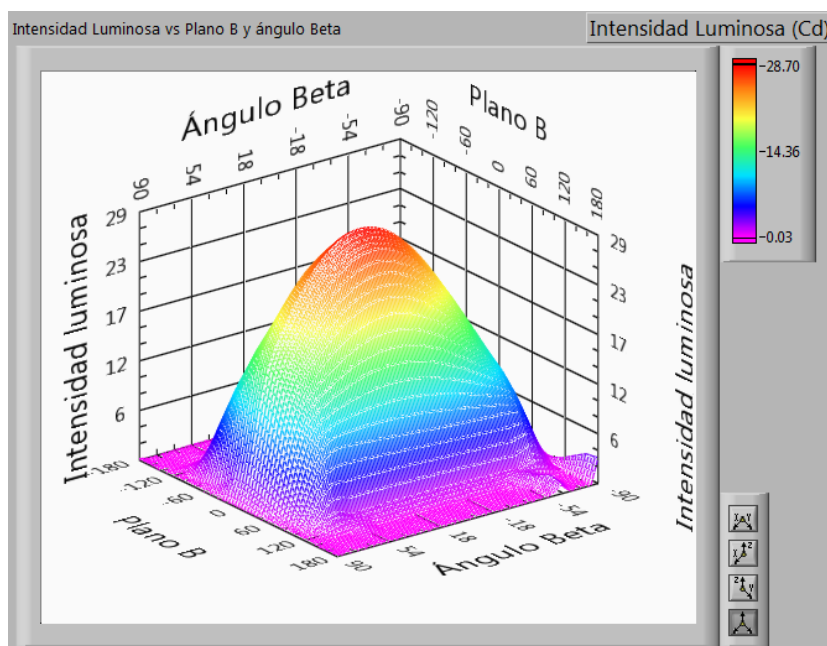 Intensidad Luminosa vs Plano B y ángulo Beta
Intensidad Luminosa (Cd)
Ángulo Beta
90 54 18 -18 -54 -90
Plano B
-120 -60 0 60 120 180
Intensidad luminosa
29
23
17
12
6
Intensidad luminosa
29
23
17
12
6
-180 -120 -60 0 60 120 180
Plano B
90 54 18 -18 -54 -90
Ángulo Beta
-28.70
-14.36
-0.03
X Y
X Z
Z Y